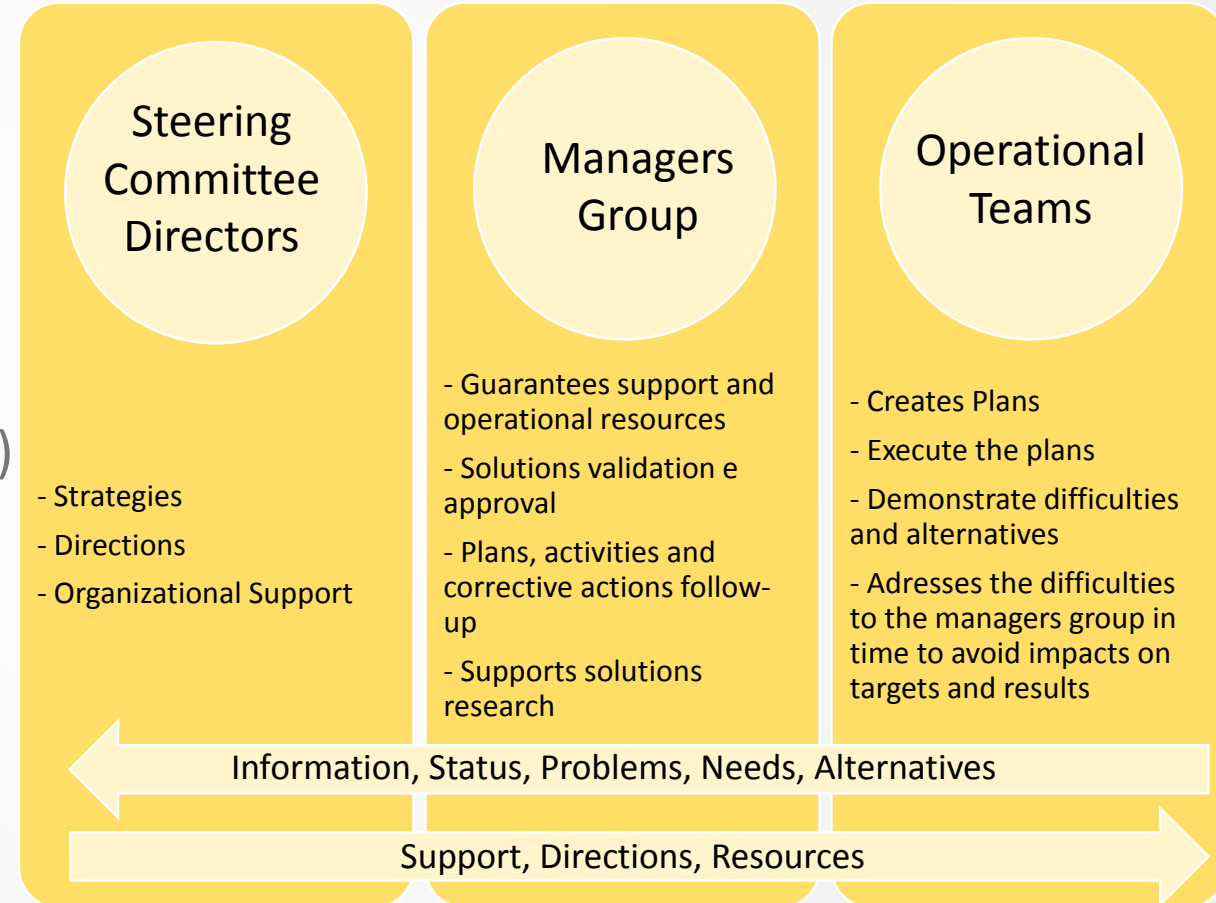 Steering
Committee
Directors
)
- Strategies
- Directions
- Organizational Support
Managers
Group
- Guarantees support and
operational resources
- Solutions validation e
approval
- Plans, activities and
corrective actions follow-
up
- Supports solutions
research
Operational
Teams
- Creates Plans
- Execute the plans
- Demonstrate difficulties
and alternatives
- Adresses the difficulties
to the managers group in
time to avoid impacts on
targets and results
Information, Status, Problems, Needs, Alternatives
Support, Directions, Resources